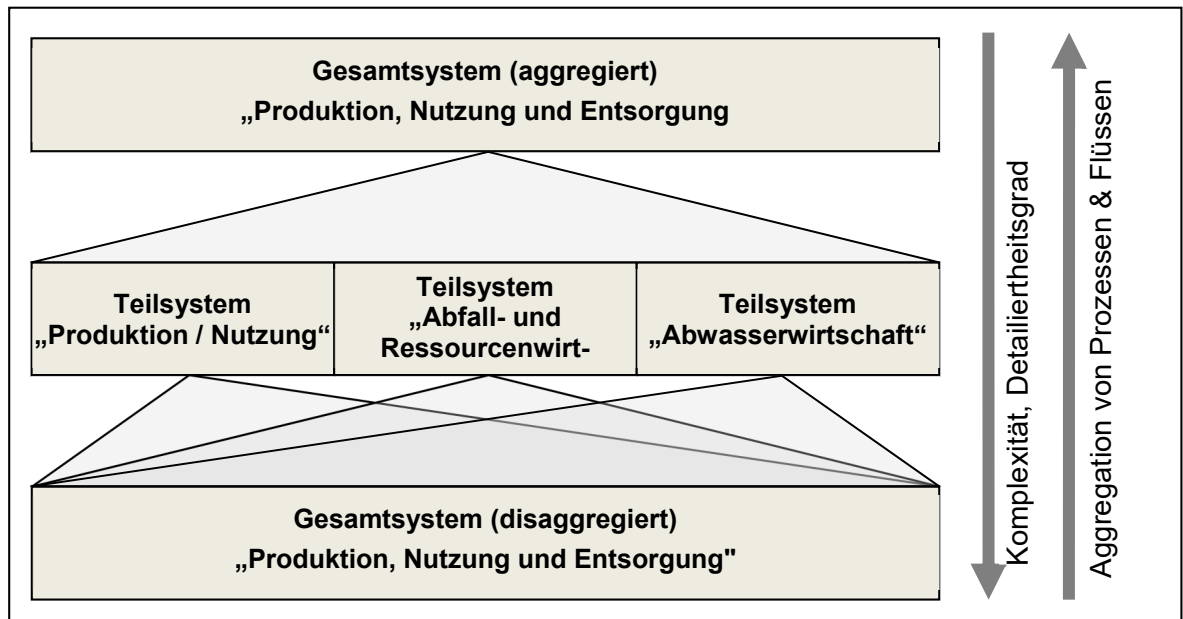 Gesamtsystem (aggregiert)
„Produktion, Nutzung und Entsorgung
Teilsystem
„Produktion / Nutzung“
Teilsystem
„Abfall- und
Ressourcenwirt-
Teilsystem
„Abwasserwirtschaft“
Gesamtsystem (disaggregiert)
„Produktion, Nutzung und Entsorgung"
Komplexität, Detailiertheitsgrad
Aggregation von Prozessen & Flüssen